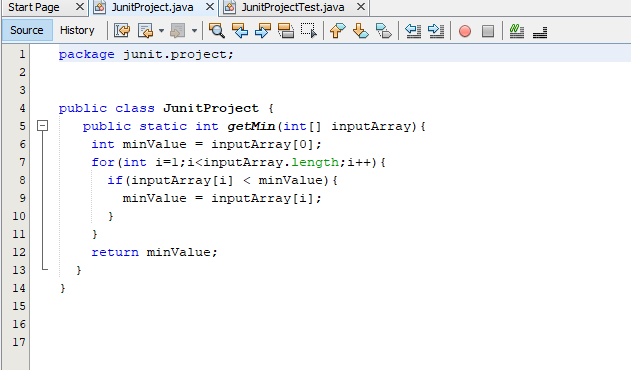 Start Page JunitProject.java JunitProjectTest.java
Source History
1 package junit.project;
2
3
4 public class JunitProject {
5 public static int getMin(int[] inputArray){
6 int minValue = inputArray[0];
7 for(int i=1;i<inputArray.length;i++){
8 if(inputArray[i] < minValue){
9 minValue = inputArray[i];
10 }
11 }
12 return minValue;
13 }
14 }
15
16
17